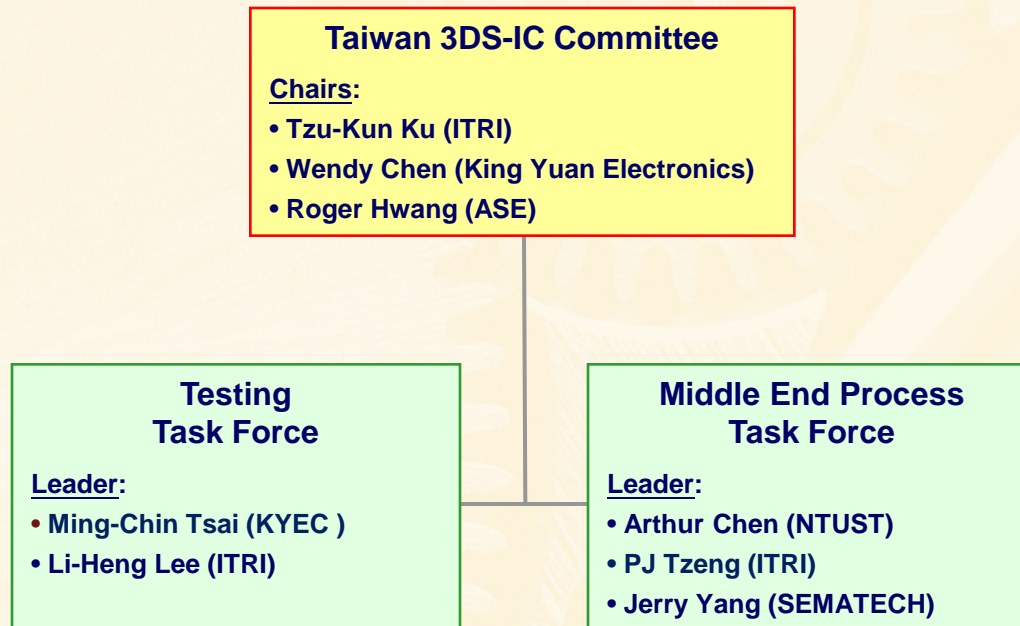 Taiwan 3DS-IC Committee
Chairs:
• Tzu-Kun Ku (ITRI)
• Wendy Chen (King Yuan Electronics)
• Roger Hwang (ASE)
Testing
Task Force
Leader:
• Ming-Chin Tsai (KYEC )
• Li-Heng Lee (ITRI)
Middle End Process
Task Force
Leader:
• Arthur Chen (NTUST)
• PJ Tzeng (ITRI)
• Jerry Yang (SEMATECH)